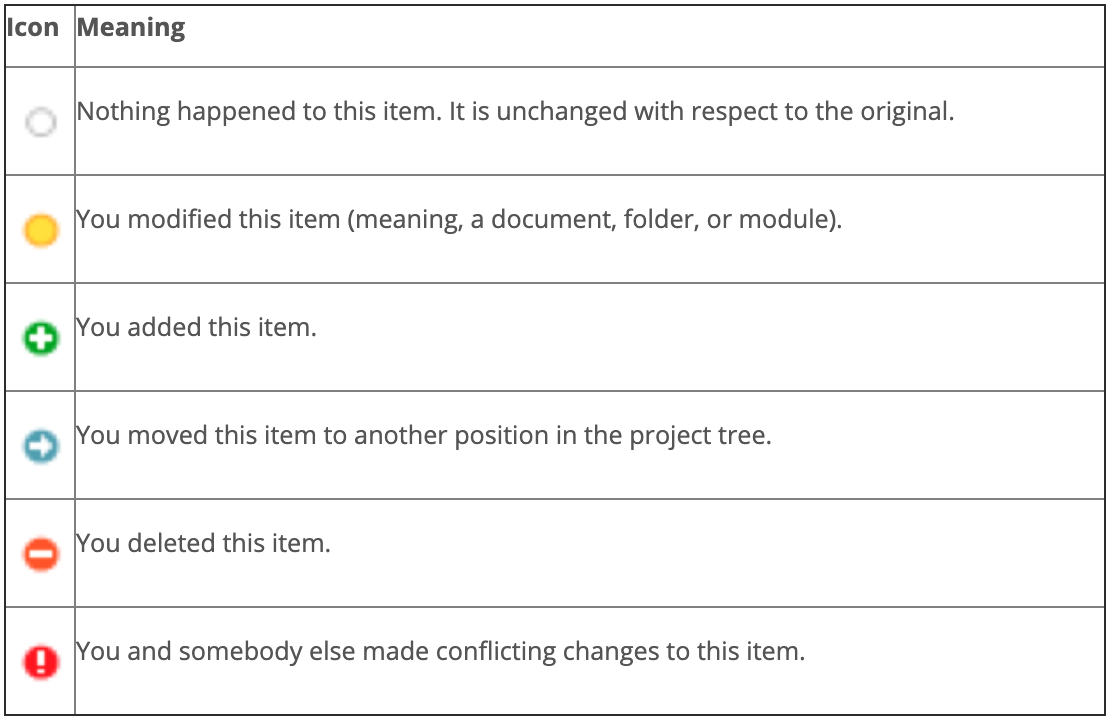 Icon Meaning
Nothing happened to this item. It is unchanged with respect to the original.
You modified this item (meaning, a document, folder, or module).
You added this item.
You moved this item to another position in the project tree.
You deleted this item.
You and somebody else made conflicting changes to this item.